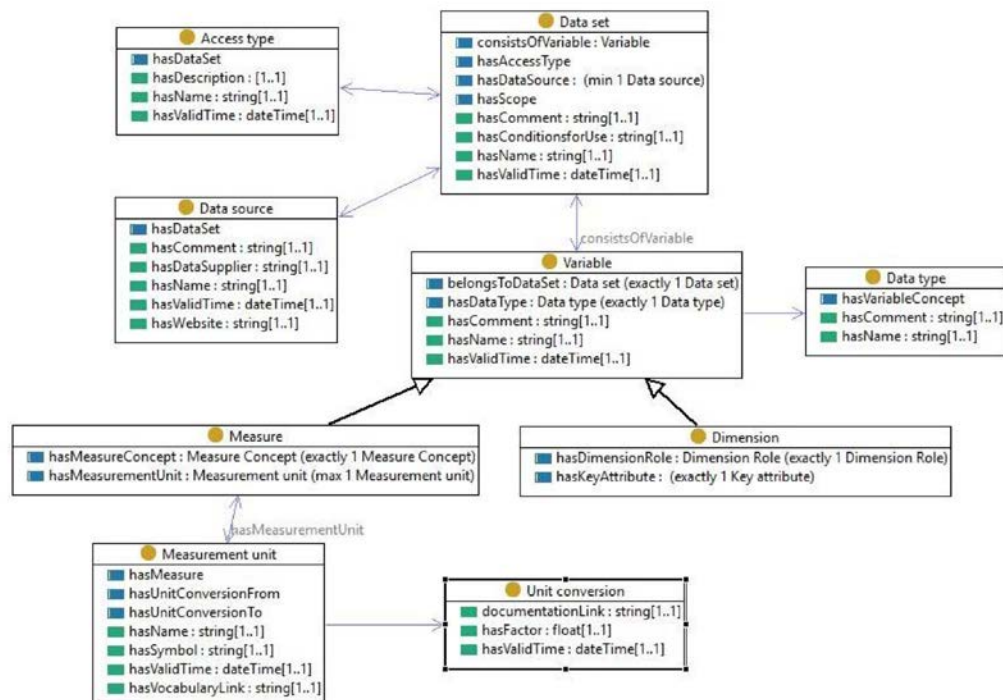 Access type
hasDataSet
hasDescription : [1..1]
hasName : string[1..1]
hasValidTime : dateTime[1..1]
Data set
consistsOfVariable : Variable
hasAccessType
hasDataSource : (min 1 Data source)
hasScope
hasComment : string[1..1]
hasConditionsforUse : string[1..1]
hasName : string[1..1]
hasValidTime : dateTime[1..1]
Data source
hasDataSet
hasComment : string[1..1]
hasDataSupplier : string[1..1]
hasName : string[1..1]
hasValidTime : dateTime[1..1]
hasWebsite : string[1..1]
consistsOfVariable
Variable
belongsToDataSet : Data set (exactly 1 Data set)
hasDataType : Data type (exactly 1 Data type)
hasComment : string[1..1]
hasName : string[1..1]
hasValidTime : dateTime[1..1]
Data type
hasVariableConcept
hasComment : string[1..1]
hasName : string[1..1]
Measure
hasMeasureConcept : Measure Concept (exactly 1 Measure Concept)
hasMeasurementUnit : Measurement unit (max 1 Measurement unit)
Dimension
hasDimensionRole : Dimension Role (exactly 1 Dimension Role)
hasKeyAttribute : (exactly 1 Key attribute)
hasMeasurementUnit
Measurement unit
hasMeasure
hasUnitConversionFrom
hasUnitConversionTo
hasName : string[1..1]
hasSymbol : string[1..1]
hasValidTime : dateTime[1..1]
hasVocabularyLink : string[1..1]
Unit conversion
documentationLink : string[1..1]
hasFactor : float[1..1]
hasValidTime : dateTime[1..1]